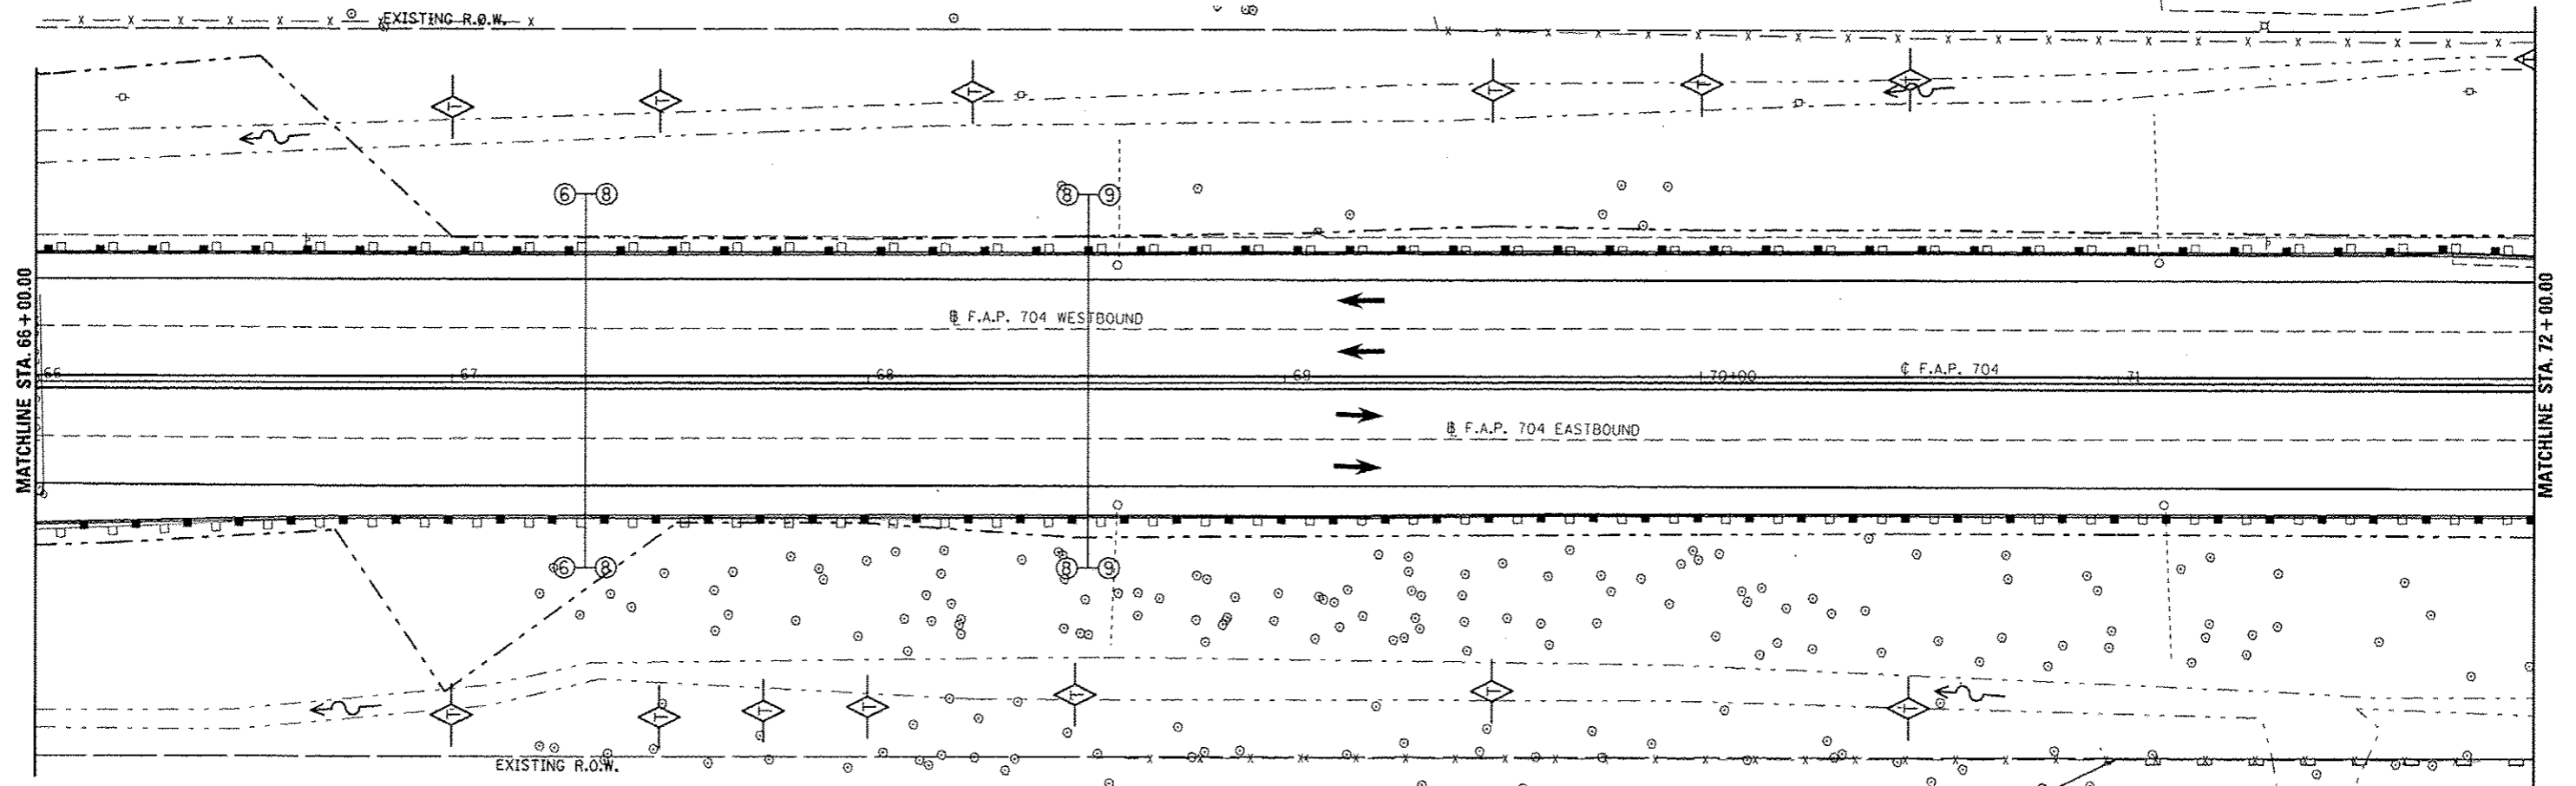 EXISTING R.O.W.
T T T T T T
6 8
8 9
MATCHLINE STA. 66 + 00.00
MATCHLINE STA. 72 + 00.00
B F.A.P. 704 WESTBOUND
66 67 68 69 70+00 71
C F.A.P. 704
B F.A.P. 704 EASTBOUND
6 8
8 9
T T T T T T T
EXISTING R.O.W.